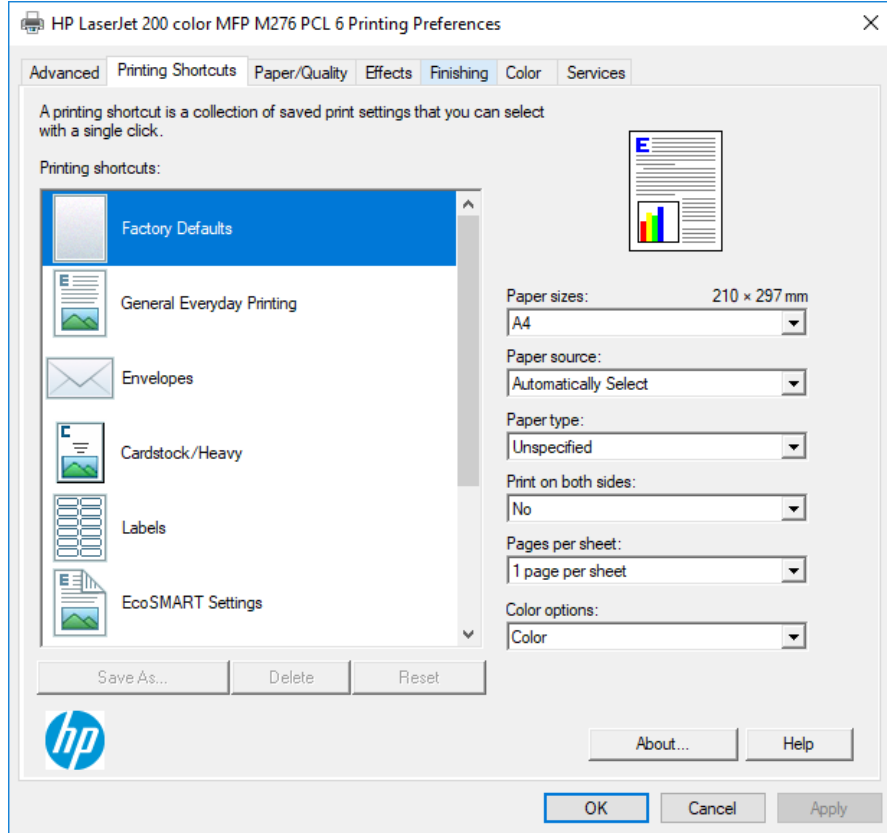 HP LaserJet 200 color MFP M276 PCL 6 Printing Preferences
Advanced Printing Shortcuts Paper/Quality Effects Finishing Color Services
A printing shortcut is a collection of saved print settings that you can select
with a single click.
Printing shortcuts:
Factory Defaults
General Everyday Printing
Envelopes
Cardstock/Heavy
Labels
EcoSMART Settings
E
E
C
E
Paper sizes: 210 × 297 mm
A4
Paper source:
Automatically Select
Paper type:
Unspecified
Print on both sides:
No
Pages per sheet:
1 page per sheet
Color options:
Color
Save As... Delete Reset
hp
About... Help
OK Cancel Apply